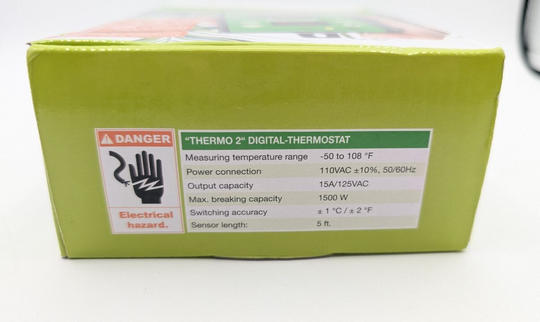 DANGER
Electrical
hazard.
"THERMO 2" DIGITAL-THERMOSTAT
Measuring temperature range -50 to 108 °F
Power connection 110VAC ±10%, 50/60Hz
Output capacity 15A/125VAC
Max. breaking capacity 1500 W
Switching accuracy ± 1 °C / ± 2 °F
Sensor length: 5 ft.